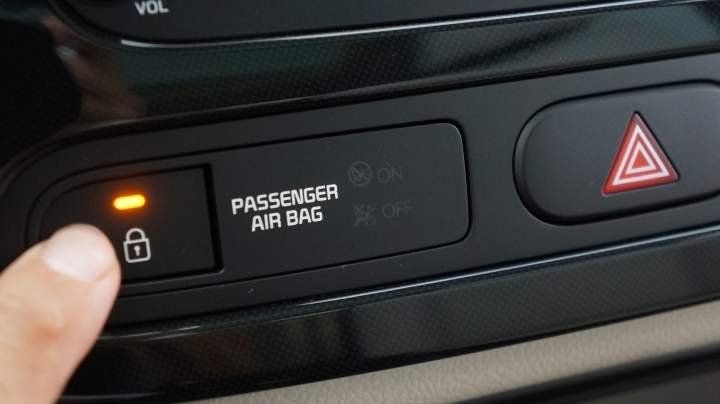 VOL
PASSENGER
AIR BAG
ON
OFF